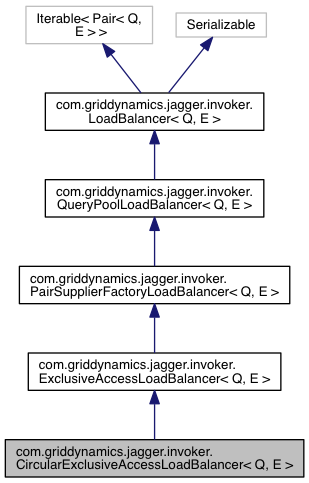 Iterable< Pair< Q,
E > >
Serializable
com.griddynamics.jagger.invoker.
LoadBalancer< Q, E >
com.griddynamics.jagger.invoker.
QueryPoolLoadBalancer< Q, E >
com.griddynamics.jagger.invoker.
PairSupplierFactoryLoadBalancer< Q, E >
com.griddynamics.jagger.invoker.
ExclusiveAccessLoadBalancer< Q, E >
com.griddynamics.jagger.invoker.
CircularExclusiveAccessLoadBalancer< Q, E >